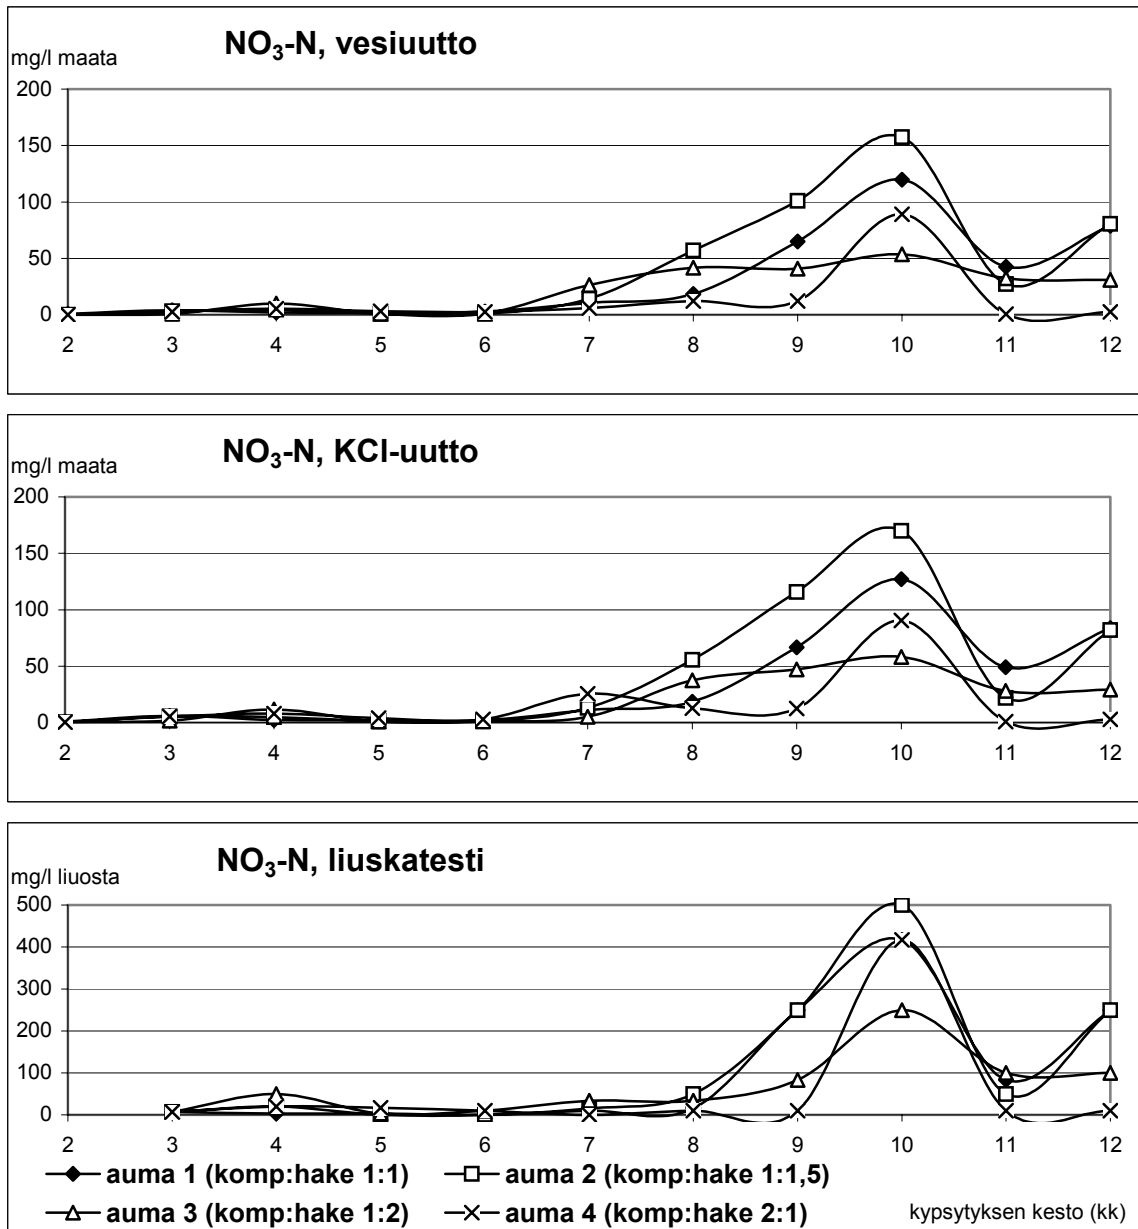 NO₃-N, vesiuutto
mg/l maata
200
150
100
50
0
2 3 4 5 6 7 8 9 10 11 12
NO₃-N, KCl-uutto
mg/l maata
200
150
100
50
0
2 3 4 5 6 7 8 9 10 11 12
NO₃-N, liuskatesti
mg/l liuosta
500
400
300
200
100
0
2 3 4 5 6 7 8 9 10 11 12
auma 1 (komp:hake 1:1) auma 2 (komp:hake 1:1,5)
auma 3 (komp:hake 1:2) auma 4 (komp:hake 2:1) kypsytyksen kesto (kk)